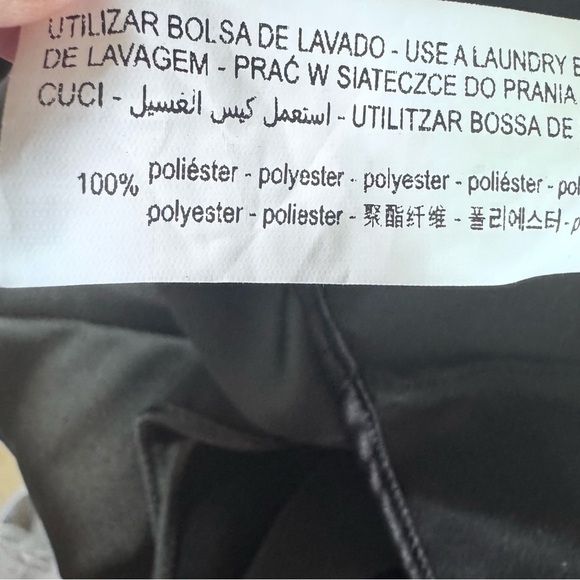 UTILIZAR BOLSA DE LAVADO - USE A LAUNDRY
DE LAVAGEM - PRAĆ W SIATECZCE DO PRANIA
CUCI - استعمل كيس الغسيل - UTILITZAR BOSSA DE
100% poliéster - polyester - polyester - poliéster -
polyester - poliester - 聚酯纤维 - 폴리에스터 -